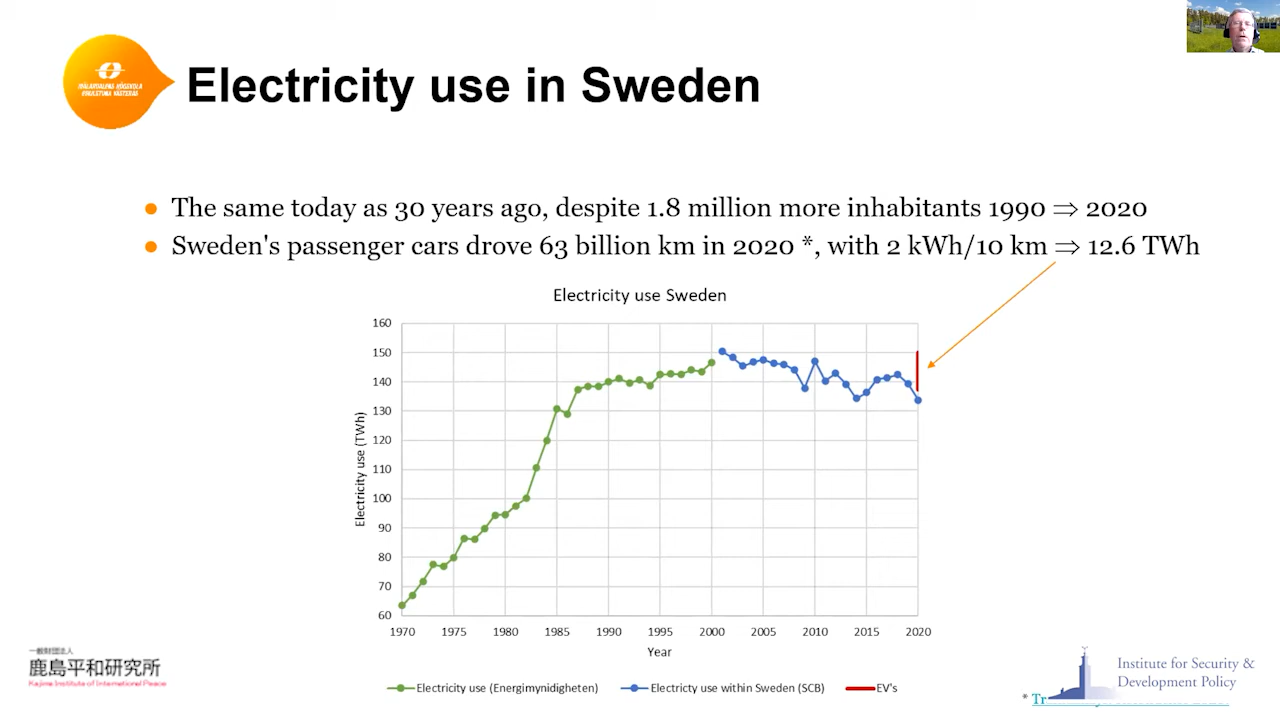 MÄLARDALENS HÖGSKOLA
ESKILSTUNA VÄSTERÅS
Electricity use in Sweden
● The same today as 30 years ago, despite 1.8 million more inhabitants 1990 ⇒ 2020
● Sweden's passenger cars drove 63 billion km in 2020 *, with 2 kWh/10 km ⇒ 12.6 TWh
Electricity use Sweden
Electricity use (TWh)
160
150
140
130
120
110
100
90
80
70
60
1970 1975 1980 1985 1990 1995 2000 2005 2010 2015 2020
Year
Electricity use (Energimynidigheten) Electricty use within Sweden (SCB) EV's
一般財団法人
鹿島平和研究所
Kajima Institute of International Peace
Institute for Security &
Development Policy
*